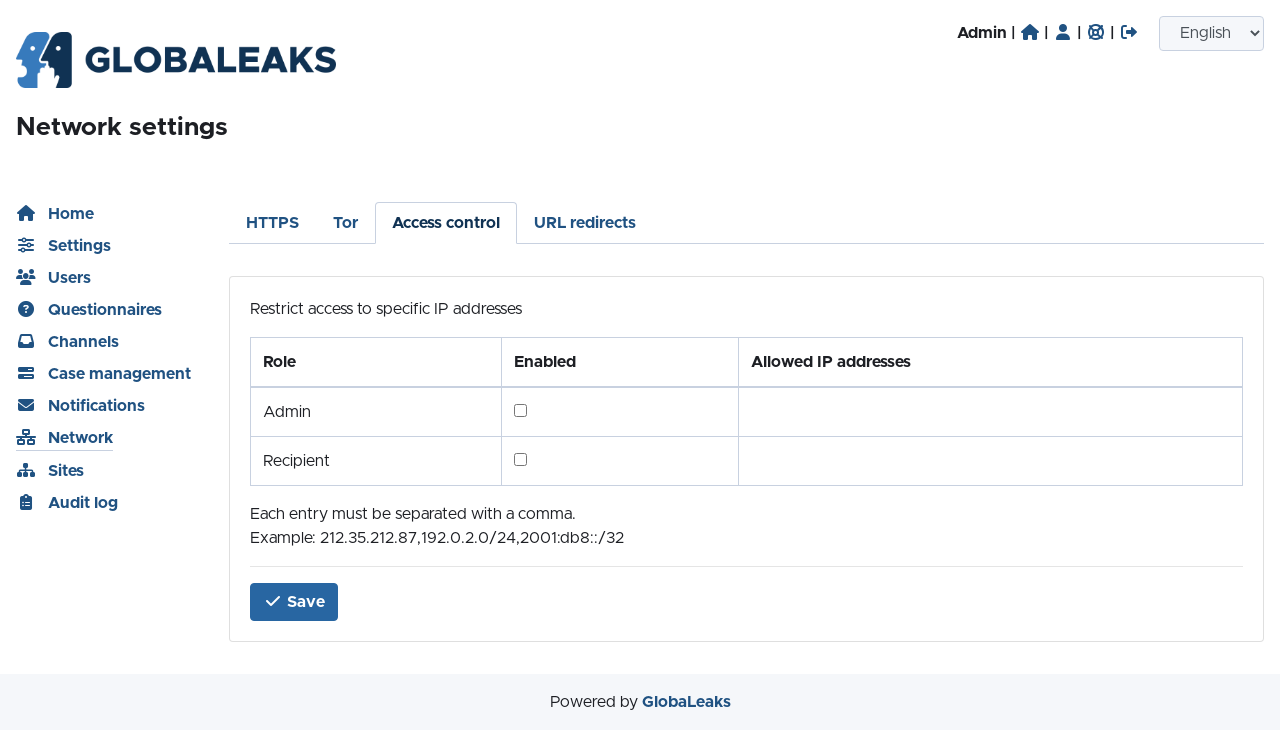 Admin | | | |
English
GLOBALEAKS
Network settings
Home
Settings
Users
Questionnaires
Channels
Case management
Notifications
Network
Sites
Audit log
HTTPS Tor Access control URL redirects
Restrict access to specific IP addresses
Role Enabled Allowed IP addresses
Admin
Recipient
Each entry must be separated with a comma.
Example: 212.35.212.87,192.0.2.0/24,2001:db8::/32
Save
Powered by GlobaLeaks